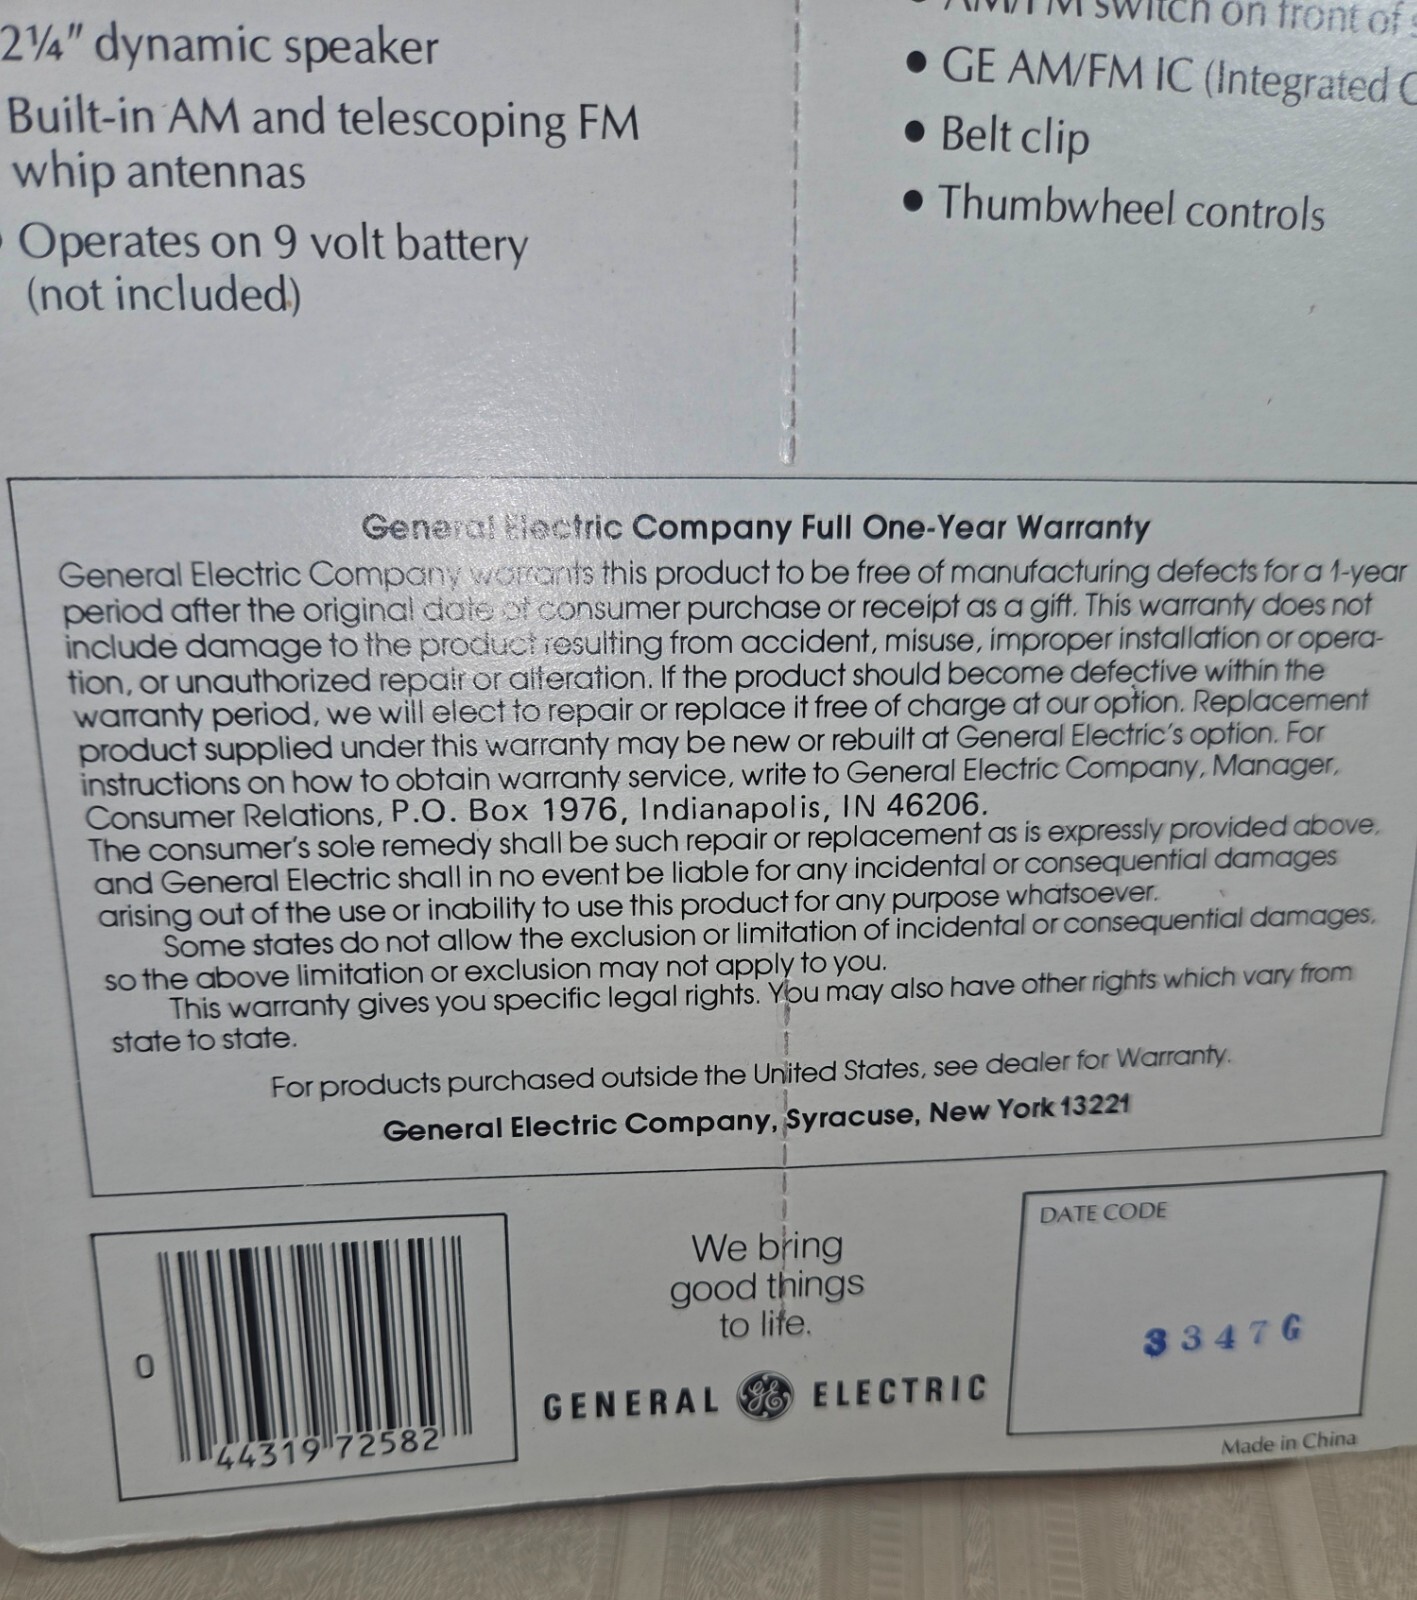 2¼" dynamic speaker
Built-in AM and telescoping FM
whip antennas
Operates on 9 volt battery
(not included)
AM/FM switch on front of
• GE AM/FM IC (Integrated
• Belt clip
• Thumbwheel controls
General Electric Company Full One-Year Warranty
General Electric Company warrants this product to be free of manufacturing defects for a 1-year
period after the original date of consumer purchase or receipt as a gift. This warranty does not
include damage to the product resulting from accident, misuse, improper installation or opera-
tion, or unauthorized repair or alteration. If the product should become defective within the
warranty period, we will elect to repair or replace it free of charge at our option. Replacement
product supplied under this warranty may be new or rebuilt at General Electric's option. For
instructions on how to obtain warranty service, write to General Electric Company, Manager,
Consumer Relations, P.O. Box 1976, Indianapolis, IN 46206.
The consumer's sole remedy shall be such repair or replacement as is expressly provided above,
and General Electric shall in no event be liable for any incidental or consequential damages
arising out of the use or inability to use this product for any purpose whatsoever.
Some states do not allow the exclusion or limitation of incidental or consequential damages,
so the above limitation or exclusion may not apply to you.
This warranty gives you specific legal rights. You may also have other rights which vary from
state to state.
For products purchased outside the United States, see dealer for Warranty.
General Electric Company, Syracuse, New York 13221
0 44319 72582
We bring
good things
to life.
GENERAL GE ELECTRIC
DATE CODE
3347G
Made in China